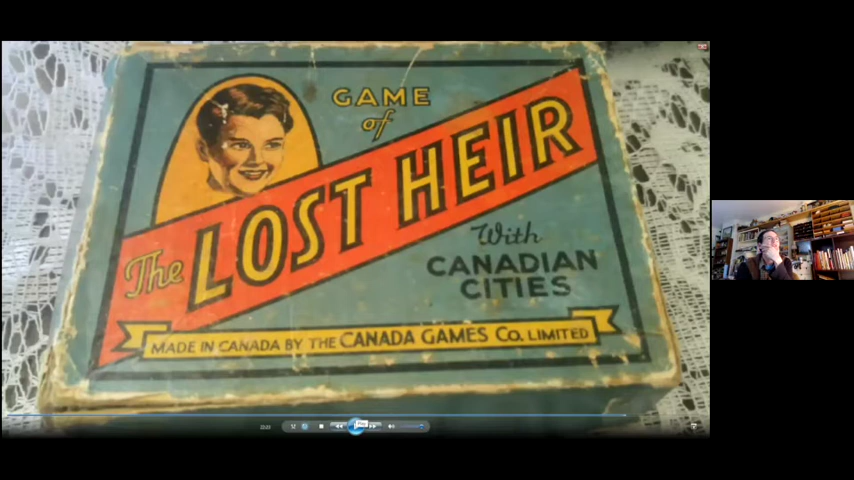 GAME
of
The LOST HEIR
With
CANADIAN
CITIES
MADE IN CANADA BY THE CANADA GAMES CO. LIMITED